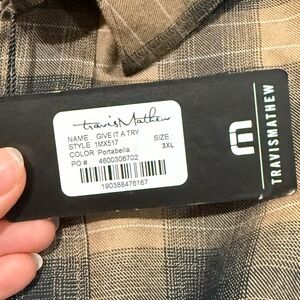 TravisMathew
NAME : GIVE IT A TRY
STYLE : 1MX517
COLOR : Portabella
SIZE :
3XL
PO # : 4600306702
190388476167
TRAVISMATHEW